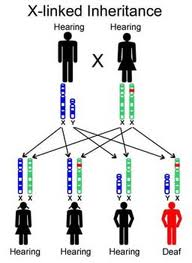 X-linked Inheritance
Hearing Hearing
X
X Y X X
X X X X X Y X Y
Hearing Hearing Hearing Deaf